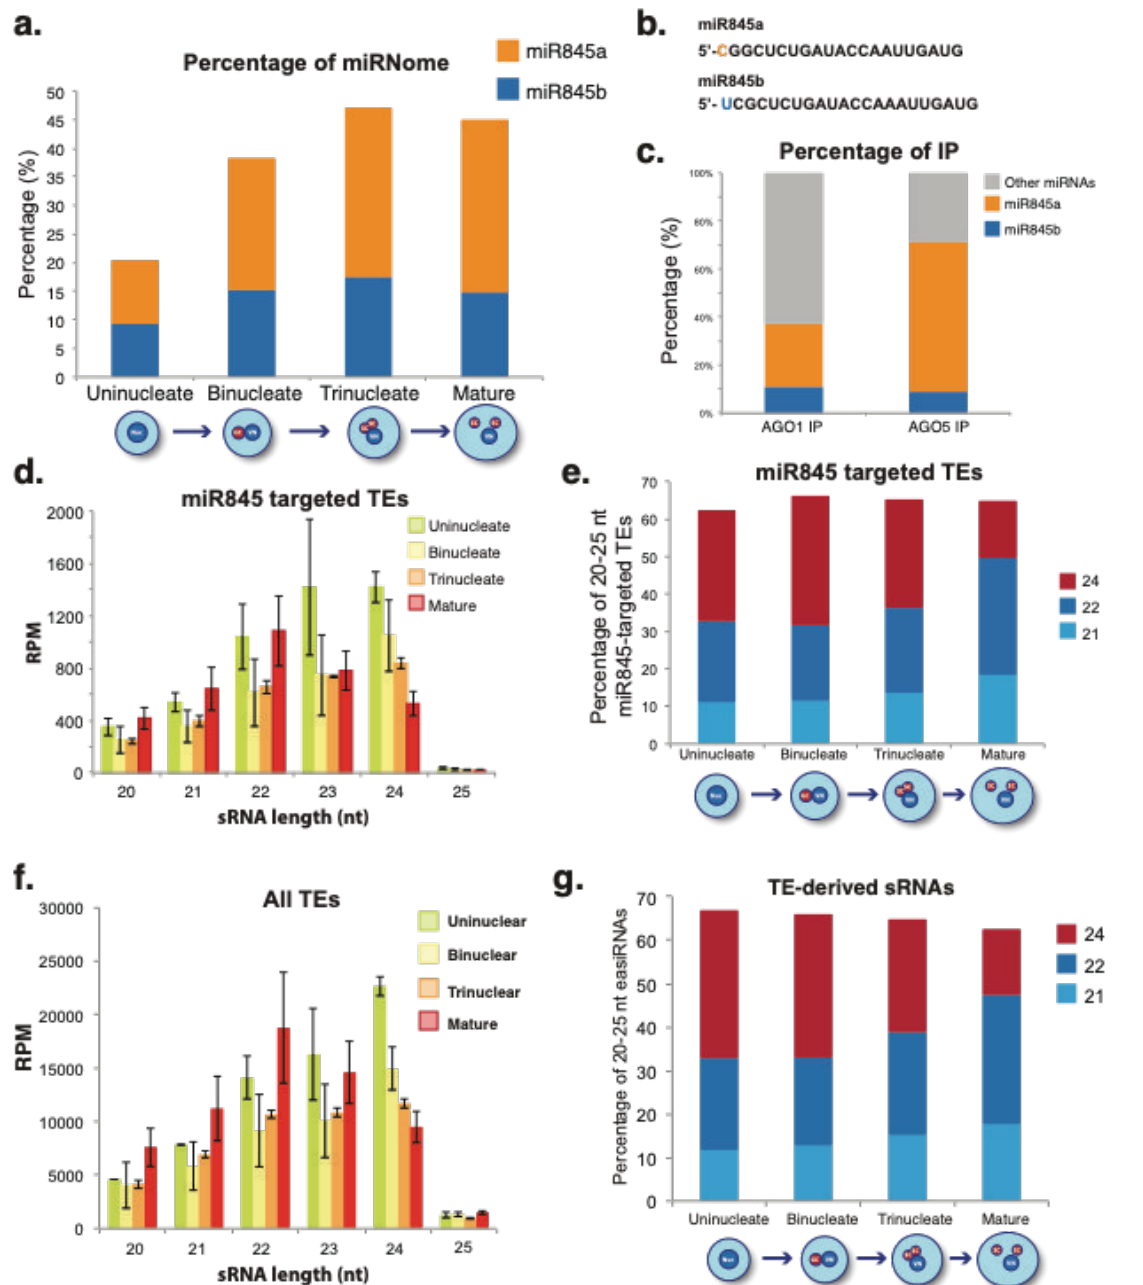 a.
Percentage of miRNome
miR845a
miR845b
Percentage (%)
50
45
40
35
30
25
20
15
10
5
0
Uninucleate Binucleate Trinucleate Mature
b.
miR845a
5'-CGGCUCUGAUACCAAUUGAUG
miR845b
5'- UCGCUCUGAUACCAAAUUGAUG
c.
Percentage of IP
Percentage (%)
100%
80%
60%
40%
20%
0%
Other miRNAs
miR845a
miR845b
AGO1 IP AGO5 IP
d.
miR845 targeted TEs
RPM
2000
1600
1200
800
400
0
Uninucleate
Binucleate
Trinucleate
Mature
20 21 22 23 24 25
sRNA length (nt)
e.
miR845 targeted TEs
Percentage of 20-25 nt
miR845-targeted TEs
70
60
50
40
30
20
10
0
24
22
21
Uninucleate Binucleate Trinucleate Mature
f.
All TEs
RPM
30000
25000
20000
15000
10000
5000
0
Uninuclear
Binuclear
Trinuclear
Mature
20 21 22 23 24 25
sRNA length (nt)
g.
TE-derived sRNAs
Percentage of 20-25 nt easiRNAs
70
60
50
40
30
20
10
0
24
22
21
Uninucleate Binucleate Trinucleate Mature